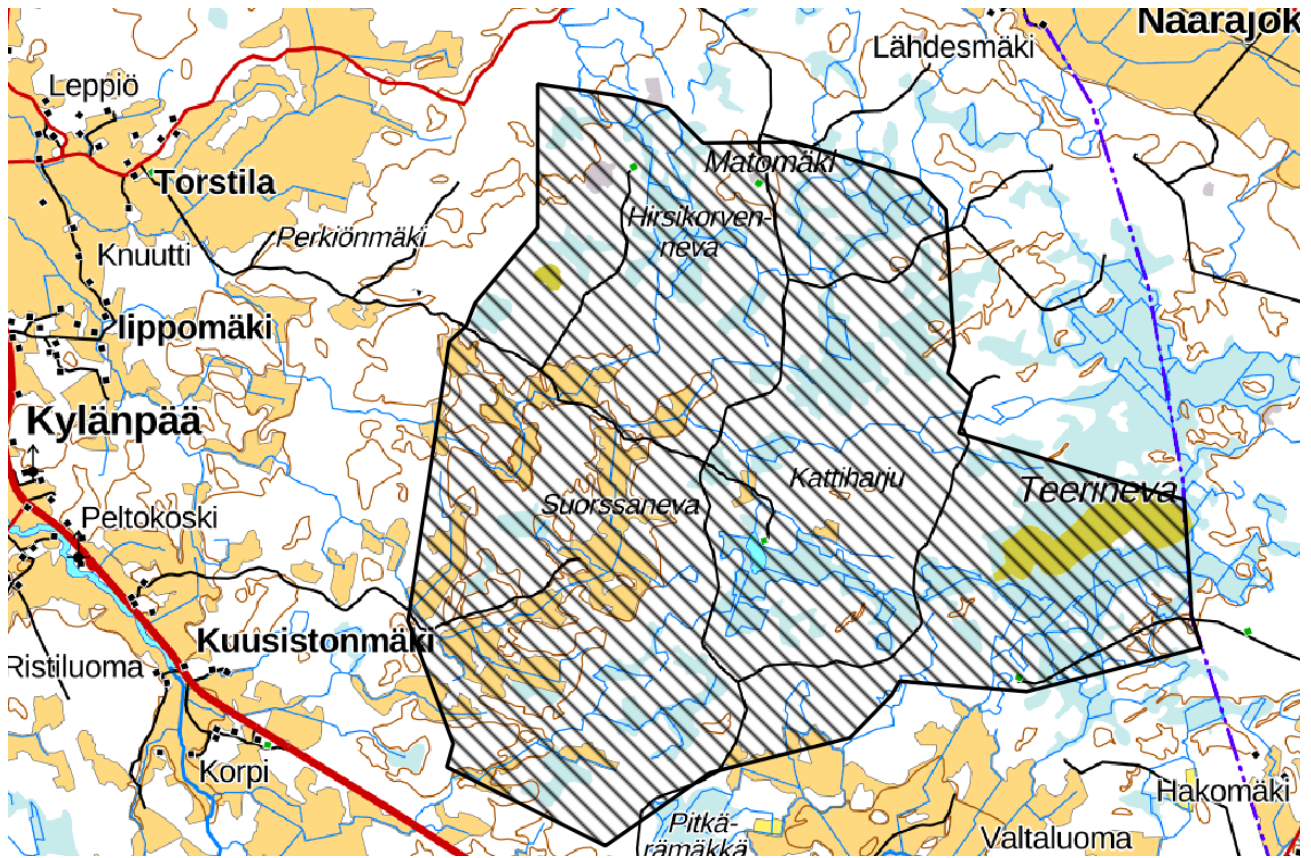 Naarajok
Lähdesmäki
Leppiö
Matomäki
Torstila
Hirsikorven-
neva
Perkiönmäki
Knuutti
Iippomäki
Kylänpää
Kattiharju
Teerineva
Suorssaneva
Peltokoski
Kuusistonmäki
Ristiluoma
Korpi
Hakomäki
Pitkä-
rämäkkä
Valtaluoma